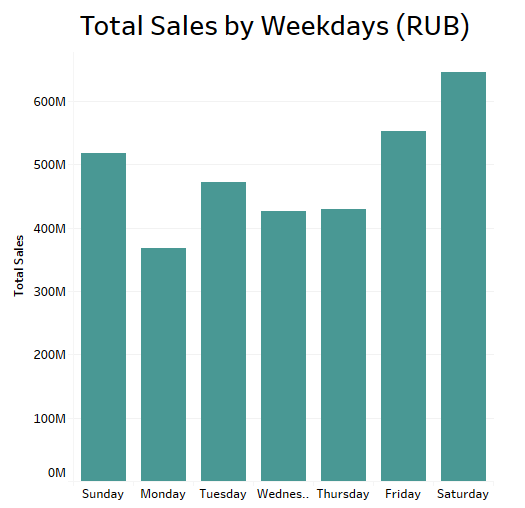 Total Sales by Weekdays (RUB)
600M
500M
400M
300M
200M
100M
0M
Total Sales
Sunday Monday Tuesday Wednes.. Thursday Friday Saturday